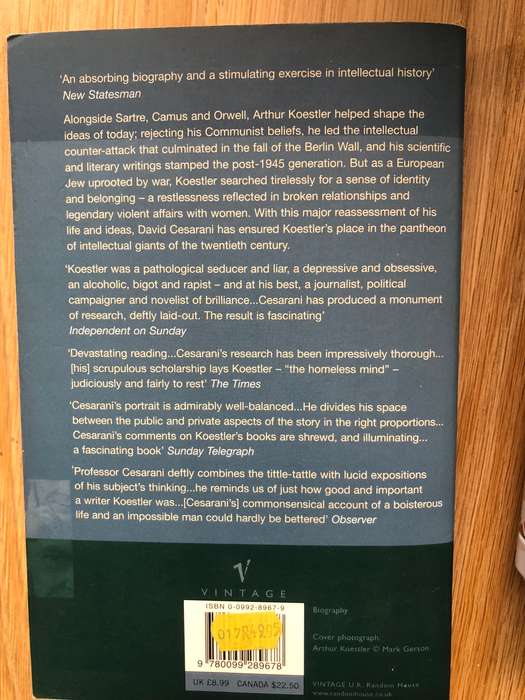 ‘An absorbing biography and a stimulating exercise in intellectual history’
New Statesman
Alongside Sartre, Camus and Orwell, Arthur Koestler helped shape the
ideas of today; rejecting his Communist beliefs, he led the intellectual
counter-attack that culminated in the fall of the Berlin Wall, and his scientific
and literary writings stamped the post-1945 generation. But as a European
Jew uprooted by war, Koestler searched tirelessly for a sense of identity
and belonging – a restlessness reflected in broken relationships and
legendary violent affairs with women. With this major reassessment of his
life and ideas, David Cesarani has ensured Koestler's place in the pantheon
of intellectual giants of the twentieth century.
‘Koestler was a pathological seducer and liar, a depressive and obsessive,
an alcoholic, bigot and rapist – and at his best, a journalist, political
campaigner and novelist of brilliance...Cesarani has produced a monument
of research, deftly laid-out. The result is fascinating’
Independent on Sunday
‘Devastating reading...Cesarani's research has been impressively thorough...
[his] scrupulous scholarship lays Koestler – “the homeless mind” –
judiciously and fairly to rest’ The Times
‘Cesarani's portrait is admirably well-balanced...He divides his space
between the public and private aspects of the story in the right proportions...
Cesarani's comments on Koestler's books are shrewd, and illuminating...
a fascinating book’ Sunday Telegraph
‘Professor Cesarani deftly combines the tittle-tattle with lucid expositions
of his subject's thinking...he reminds us of just how good and important
a writer Koestler was...[Cesarani's] commonsensical account of a boisterous
life and an impossible man could hardly be bettered’ Observer
V
VINTAGE
ISBN 0-0992-8967-9
9 780099 289678
UK £8.99 CANADA $22.50
Biography
Cover photograph:
Arthur Koestler © Mark Gerson
VINTAGE U.K. Random House
www.randomhouse.co.uk